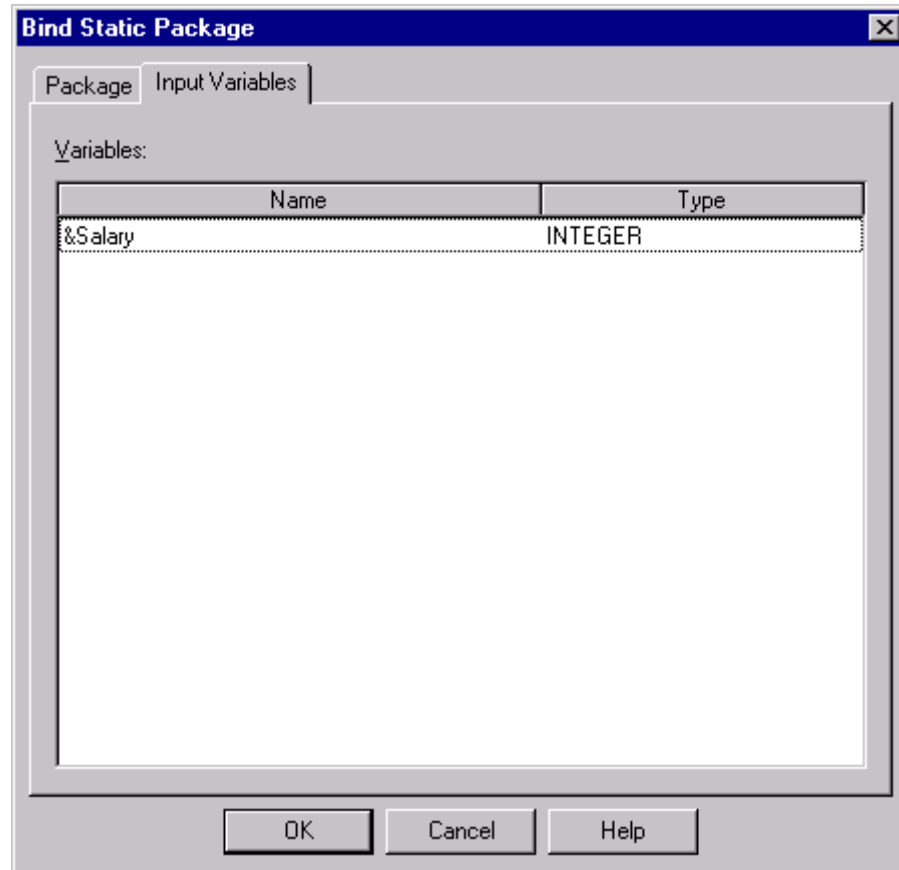 Bind Static Package
Package Input Variables
Variables:
Name Type
&Salary INTEGER
OK Cancel Help